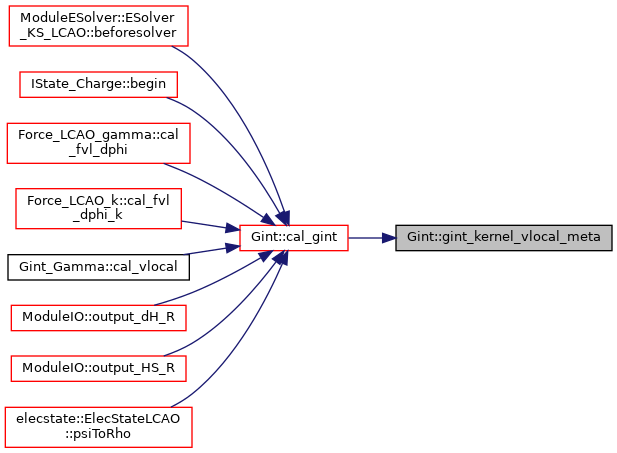 ModuleESolver::ESolver
_KS_LCAO::beforesolver
IState_Charge::begin
Force_LCAO_gamma::cal
_fvl_dphi
Force_LCAO_k::cal_fvl
_dphi_k
Gint_Gamma::cal_vlocal
ModuleIO::output_dH_R
ModuleIO::output_HS_R
elecstate::ElecStateLCAO
::psiToRho
Gint::cal_gint
Gint::gint_kernel_vlocal_meta